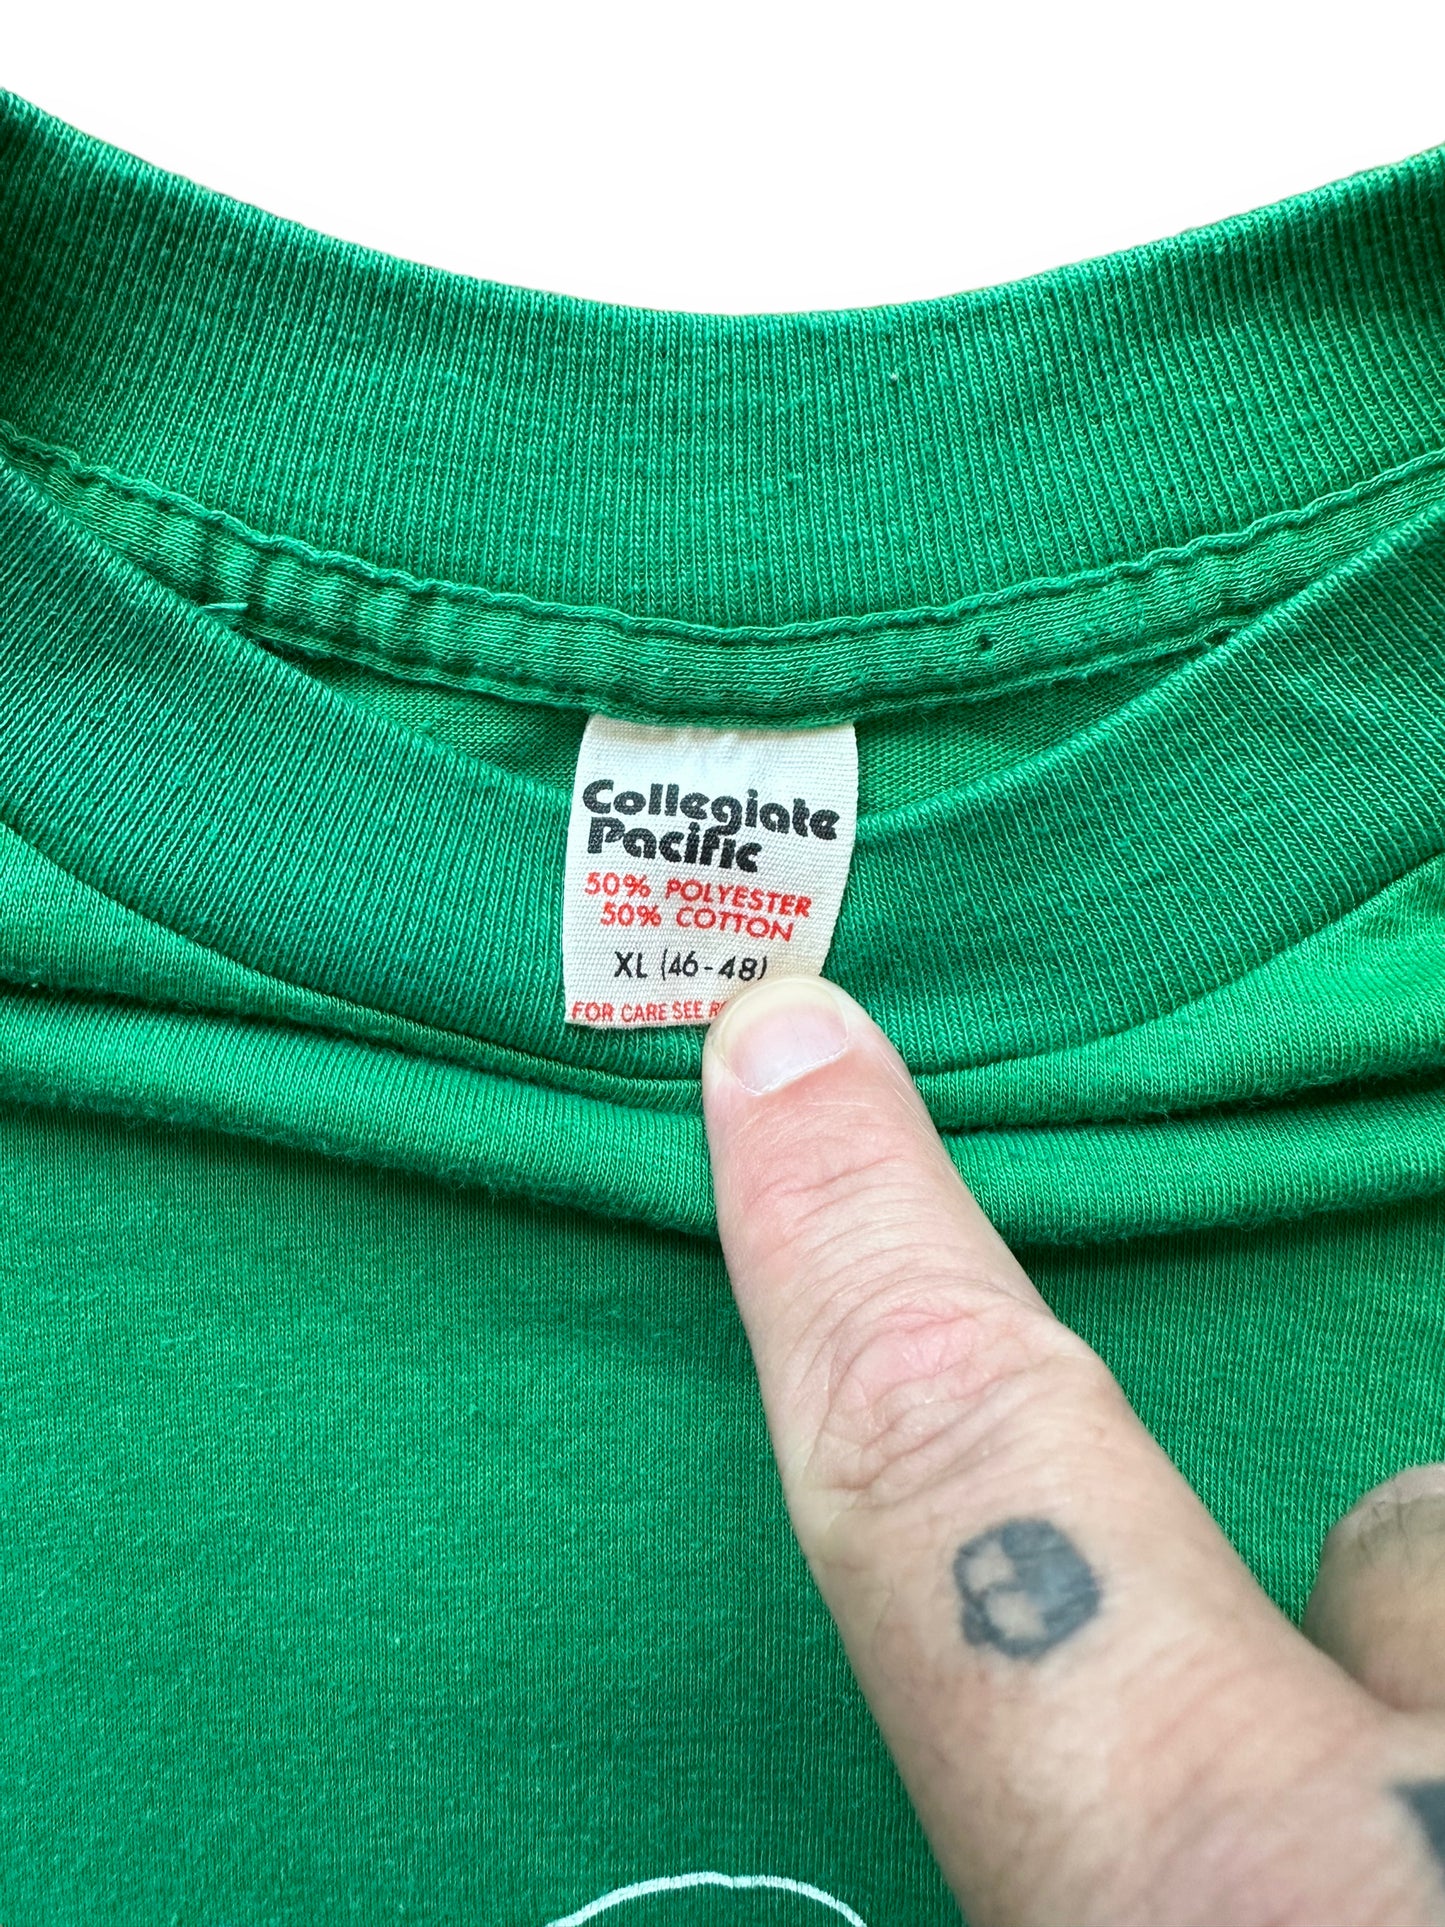 Collegiate
Pacific
50% POLYESTER
50% COTTON
XL (46-48)
FOR CARE SEE